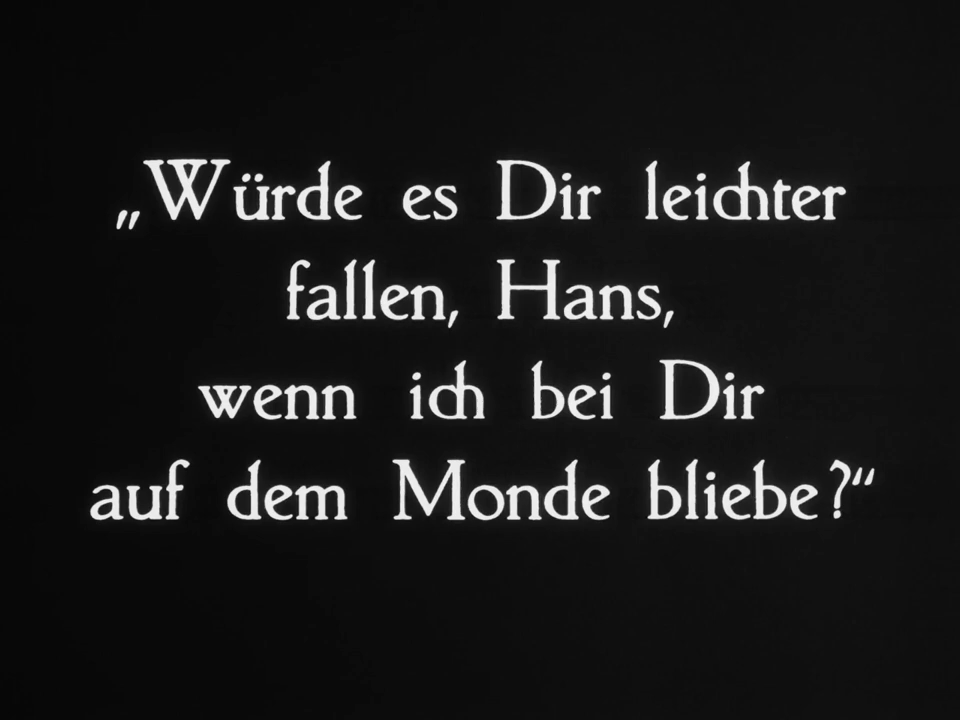 „Würde es Dir leichter
fallen, Hans,
wenn ich bei Dir
auf dem Monde bliebe?“